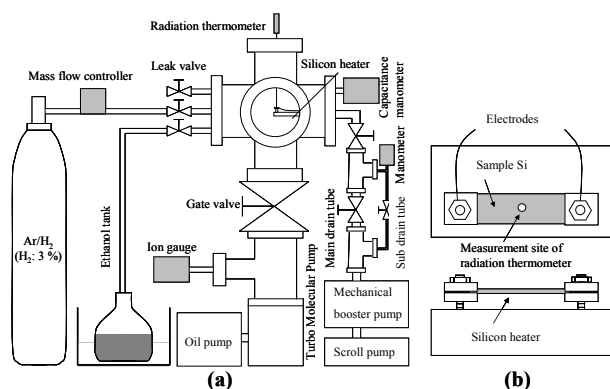 Radiation thermometer
Leak valve
Mass flow controller
Silicon heater
Capacitance
manometer
Manometer
Electrodes
Sample Si
Measurement site of
radiation thermometer
Silicon heater
Ar/H₂
(H₂: 3 %)
Ethanol tank
Gate valve
Ion gauge
Main drain tube
Sub drain tube
Turbo Molecular Pump
Oil pump
Mechanical
booster pump
Scroll pump
(a)
(b)